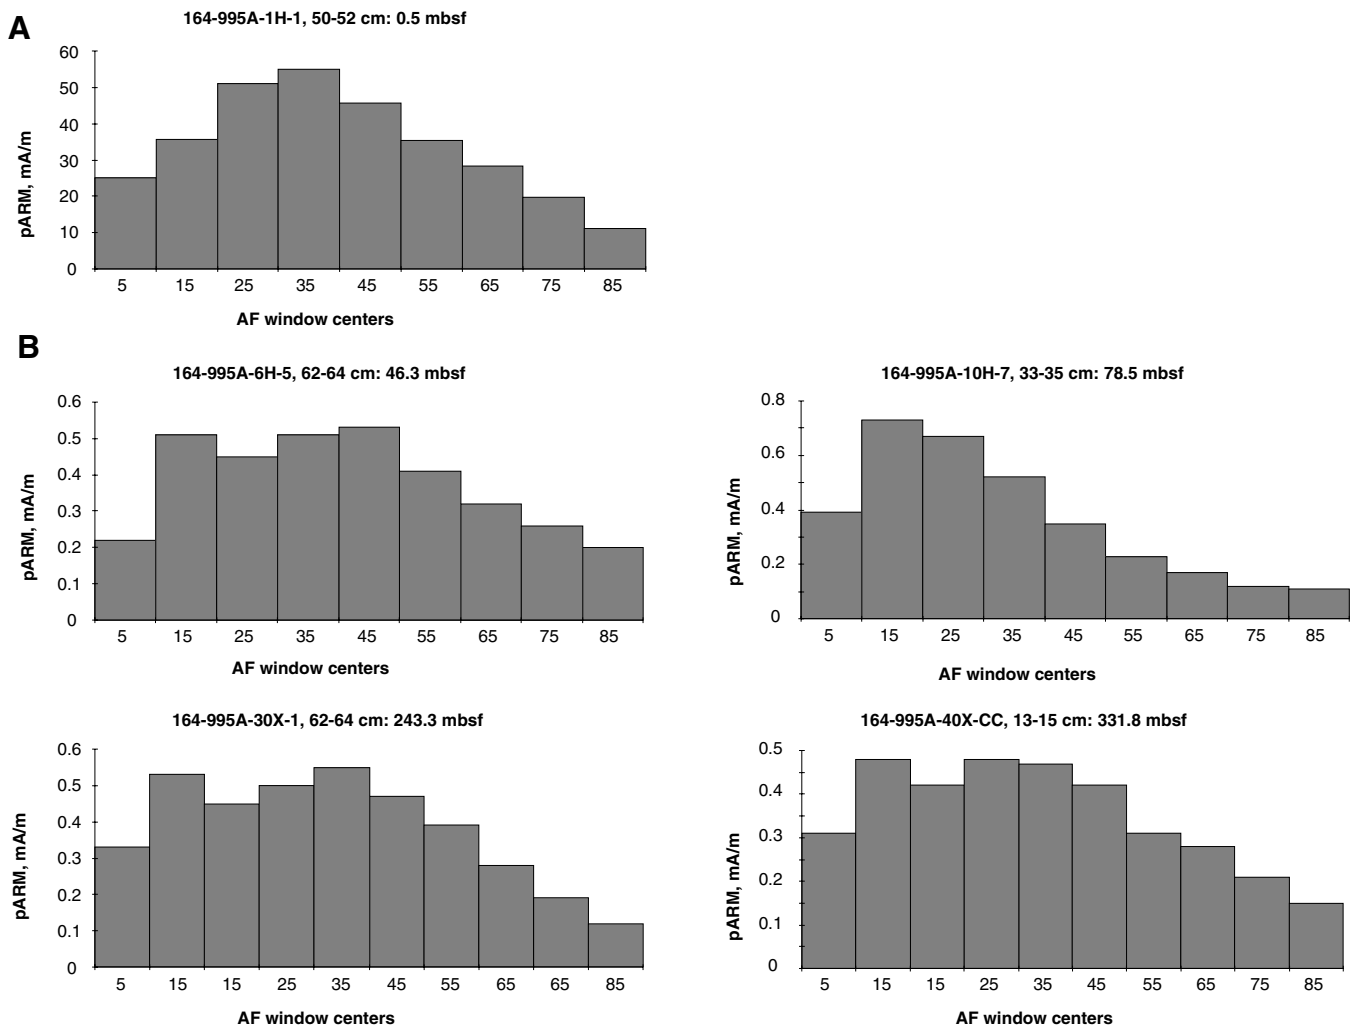 A
164-995A-1H-1, 50-52 cm: 0.5 mbsf
60
50
40
30
20
10
0
pARM, mA/m
5 15 25 35 45 55 65 75 85
AF window centers
B
164-995A-6H-5, 62-64 cm: 46.3 mbsf
0.6
0.5
0.4
0.3
0.2
0.1
0
pARM, mA/m
5 15 25 35 45 55 65 75 85
AF window centers
164-995A-10H-7, 33-35 cm: 78.5 mbsf
0.8
0.6
0.4
0.2
0
pARM, mA/m
5 15 25 35 45 55 65 75 85
AF window centers
164-995A-30X-1, 62-64 cm: 243.3 mbsf
0.6
0.5
0.4
0.3
0.2
0.1
0
pARM, mA/m
5 15 15 25 35 45 55 65 65 85
AF window centers
164-995A-40X-CC, 13-15 cm: 331.8 mbsf
0.5
0.4
0.3
0.2
0.1
0
pARM, mA/m
5 15 15 25 35 45 55 65 75 85
AF window centers